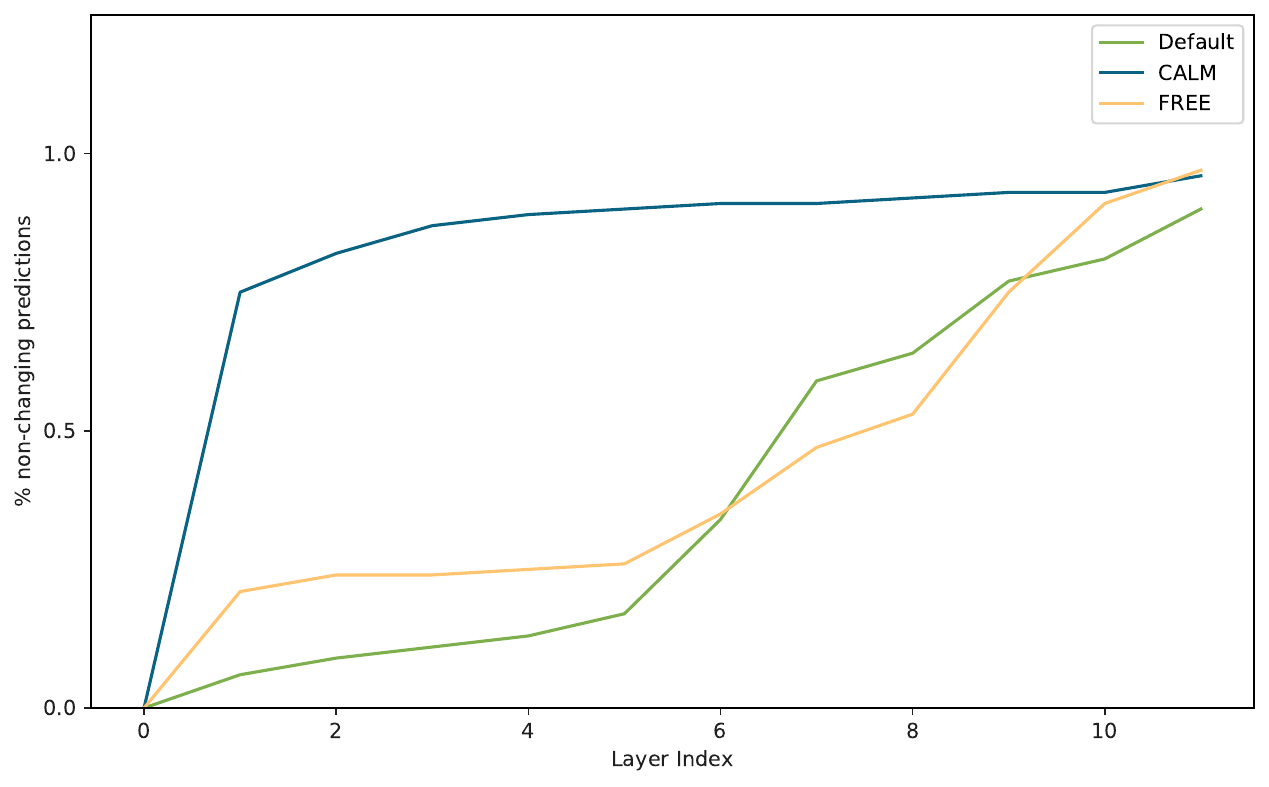 Default
CALM
FREE
1.0
0.5
0.0
% non-changing predictions
0 2 4 6 8 10
Layer Index